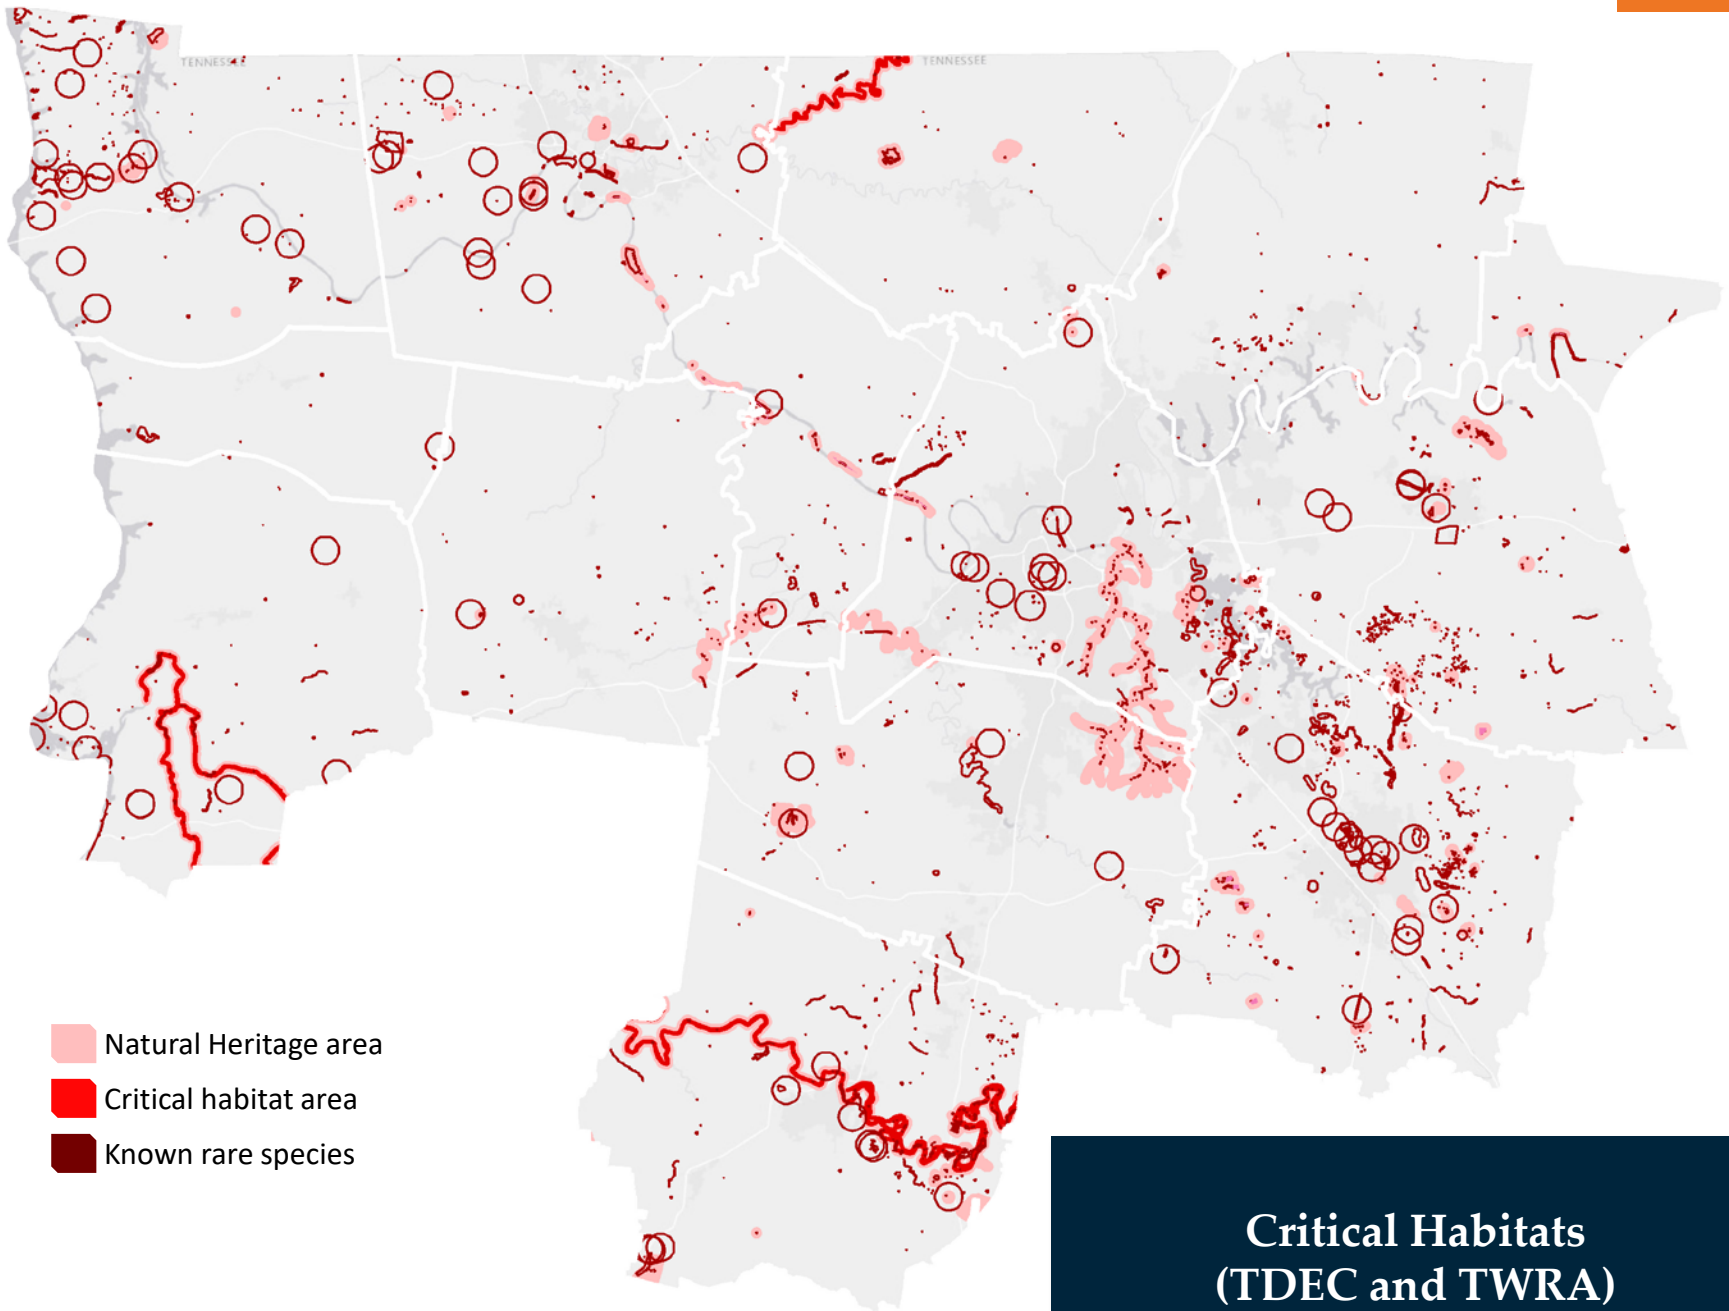 TENNESSEE
TENNESSEE
Natural Heritage area
Critical habitat area
Known rare species
Critical Habitats
(TDEC and TWRA)